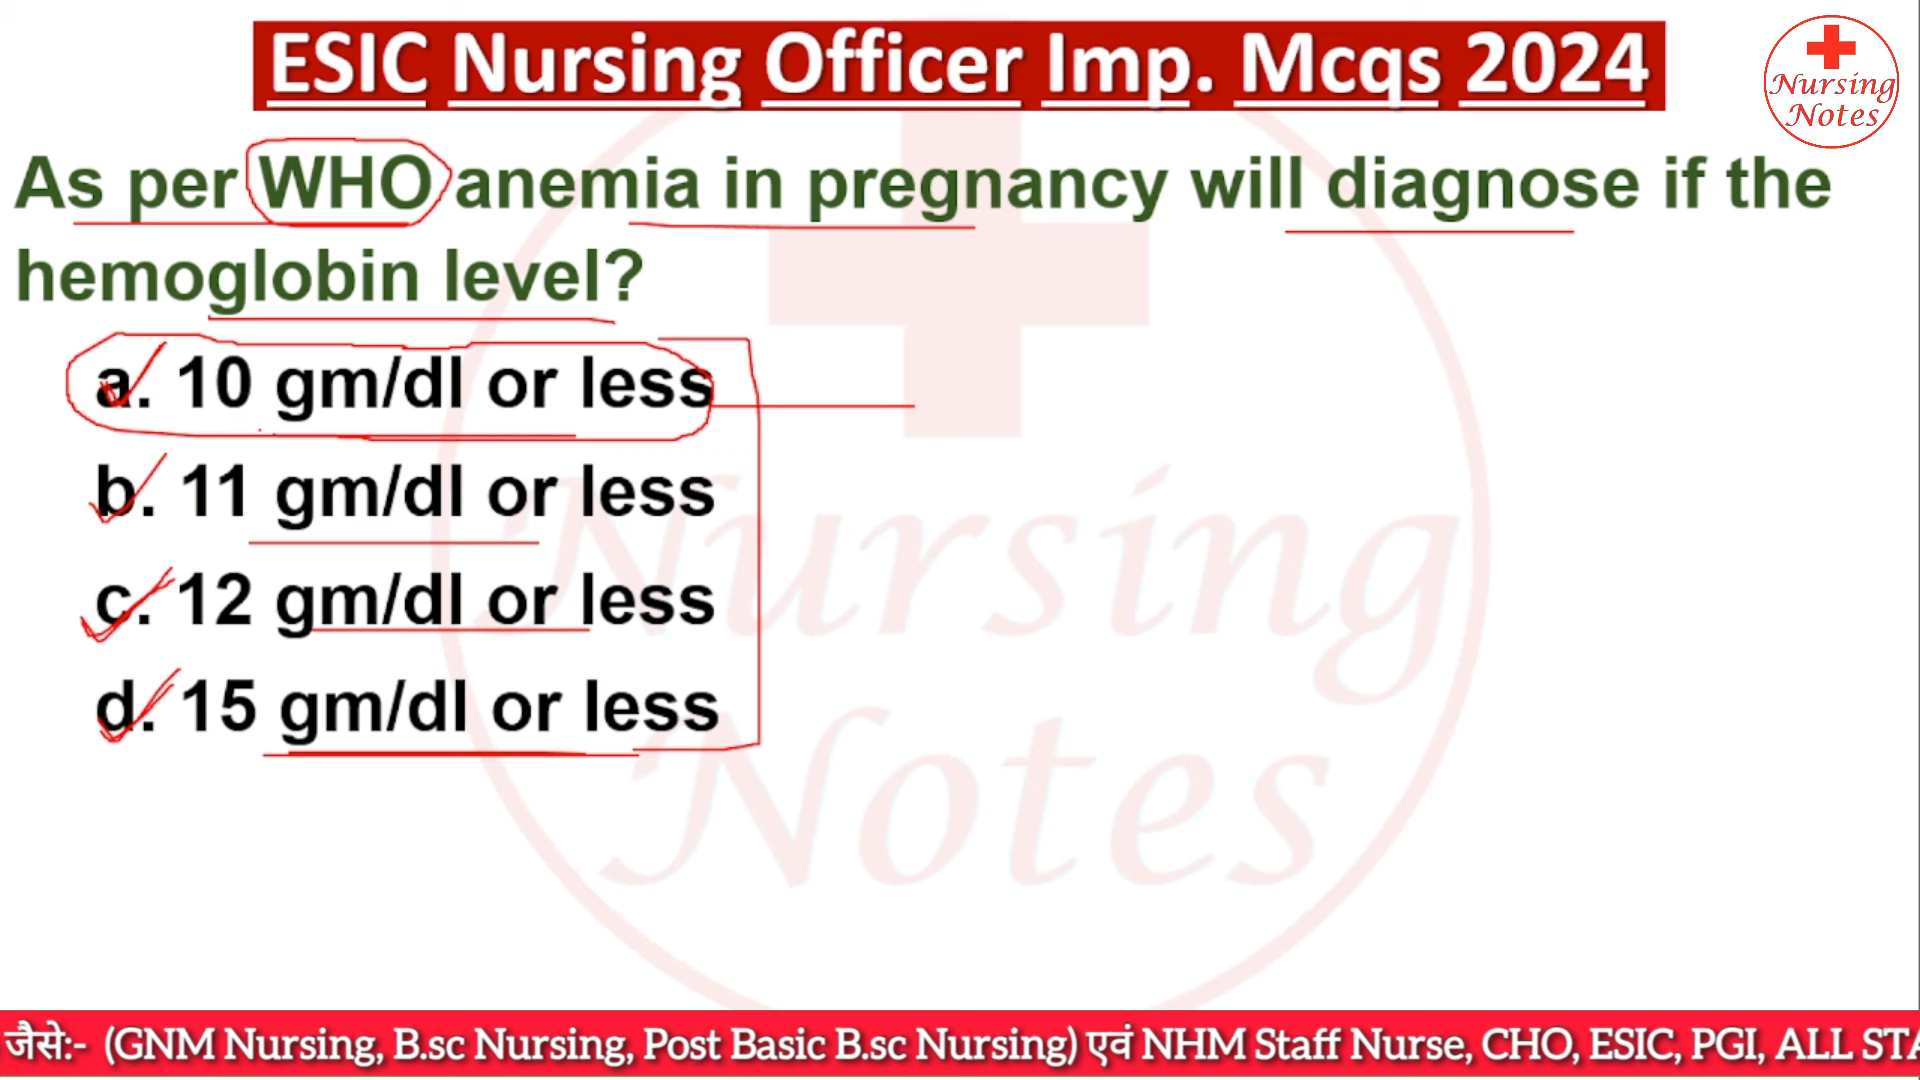 ESIC Nursing Officer Imp. Mcqs 2024
Nursing
Notes
As per WHO anemia in pregnancy will diagnose if the
hemoglobin level?
a. 10 gm/dl or less
b. 11 gm/dl or less
c. 12 gm/dl or less
d. 15 gm/dl or less
Nursing
Notes
जैसे:- (GNM Nursing, B.sc Nursing, Post Basic B.sc Nursing) एवं NHM Staff Nurse, CHO, ESIC, PGI, ALL STA